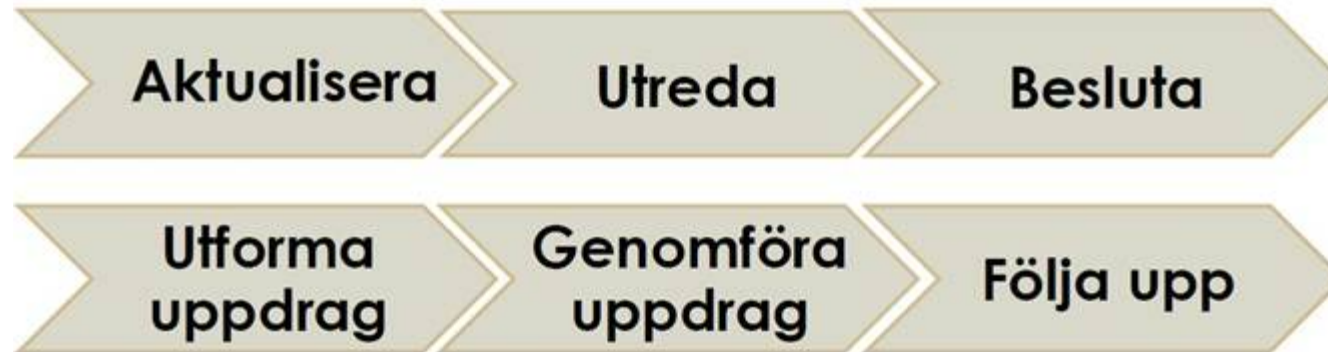 Aktualisera
Utreda
Besluta
Utforma
uppdrag
Genomföra
uppdrag
Följa upp